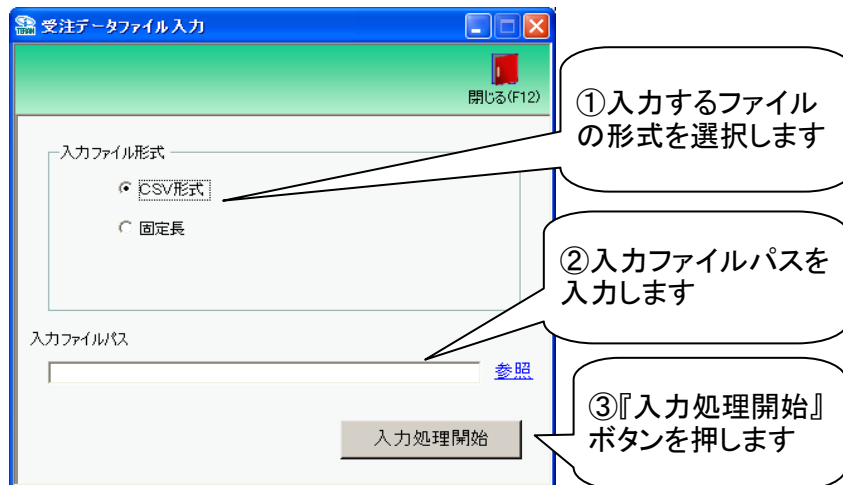 受注データファイル入力
閉じる(F12)
①入力するファイル
の形式を選択します
入力ファイル形式
CSV形式
固定長
②入力ファイルパスを
入力します
入力ファイルパス
参照
③『入力処理開始』
ボタンを押します
入力処理開始